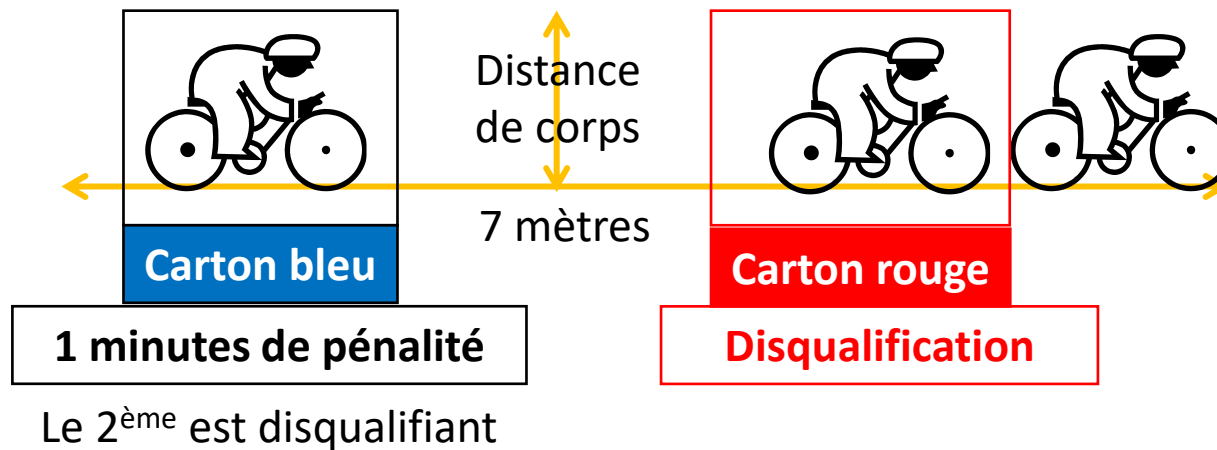 Distance
de corps
7 mètres
Carton bleu
Carton rouge
1 minutes de pénalité
Disqualification
Le 2ème est disqualifiant